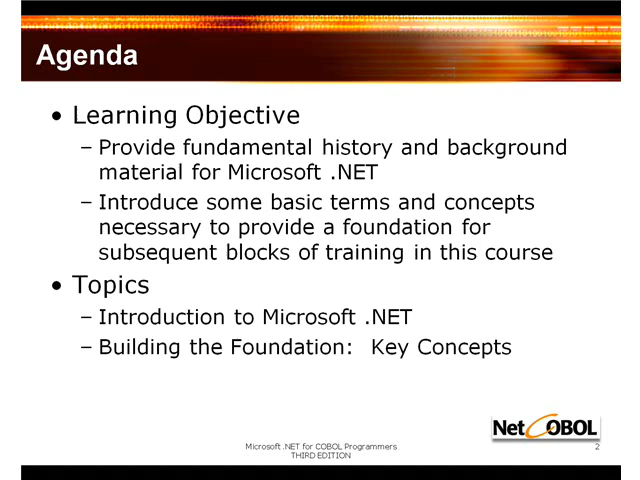 Agenda
• Learning Objective
– Provide fundamental history and background
material for Microsoft .NET
– Introduce some basic terms and concepts
necessary to provide a foundation for
subsequent blocks of training in this course
• Topics
– Introduction to Microsoft .NET
– Building the Foundation:  Key Concepts
NetCOBOL
Microsoft .NET for COBOL Programmers
THIRD EDITION
2